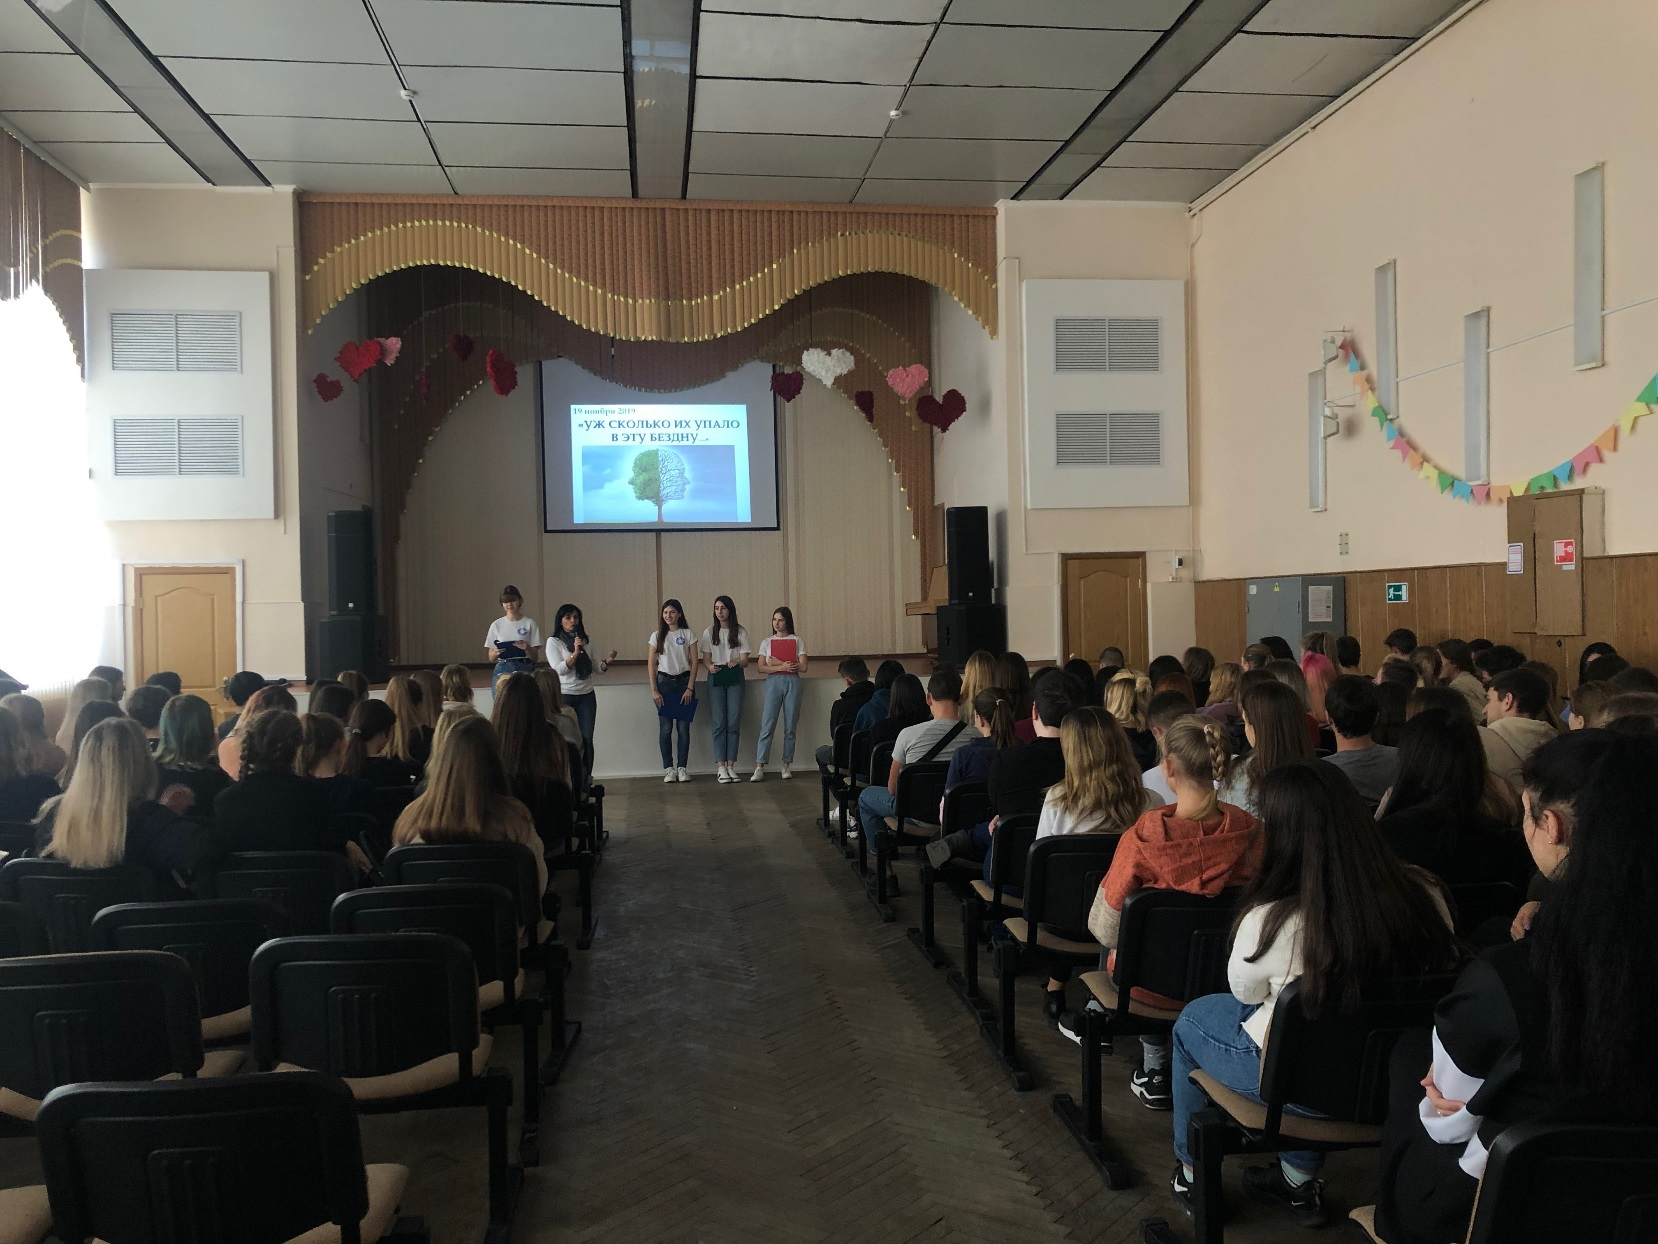 19 ноября 2019
«УЖ СКОЛЬКО ИХ УПАЛО
В ЭТУ БЕЗДНУ...»